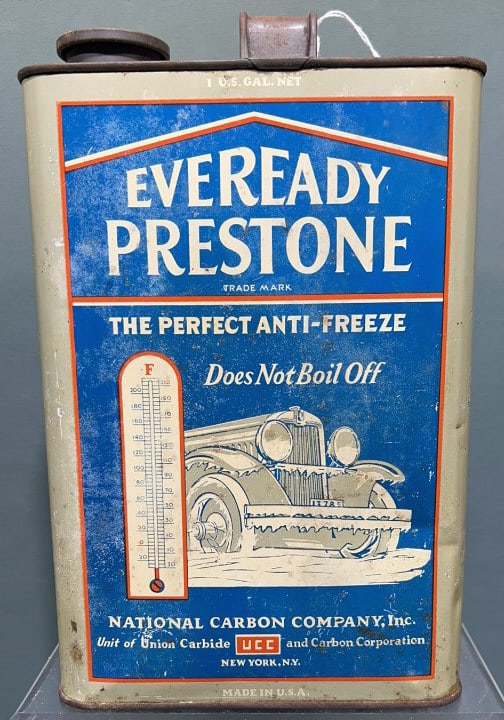 1 U.S. GAL. NET
EVEREADY
PRESTONE
TRADE MARK
THE PERFECT ANTI-FREEZE
Does Not Boil Off
F
NATIONAL CARBON COMPANY, Inc.
Unit of Union Carbide UCC and Carbon Corporation
NEW YORK, N.Y.
MADE IN U.S.A.